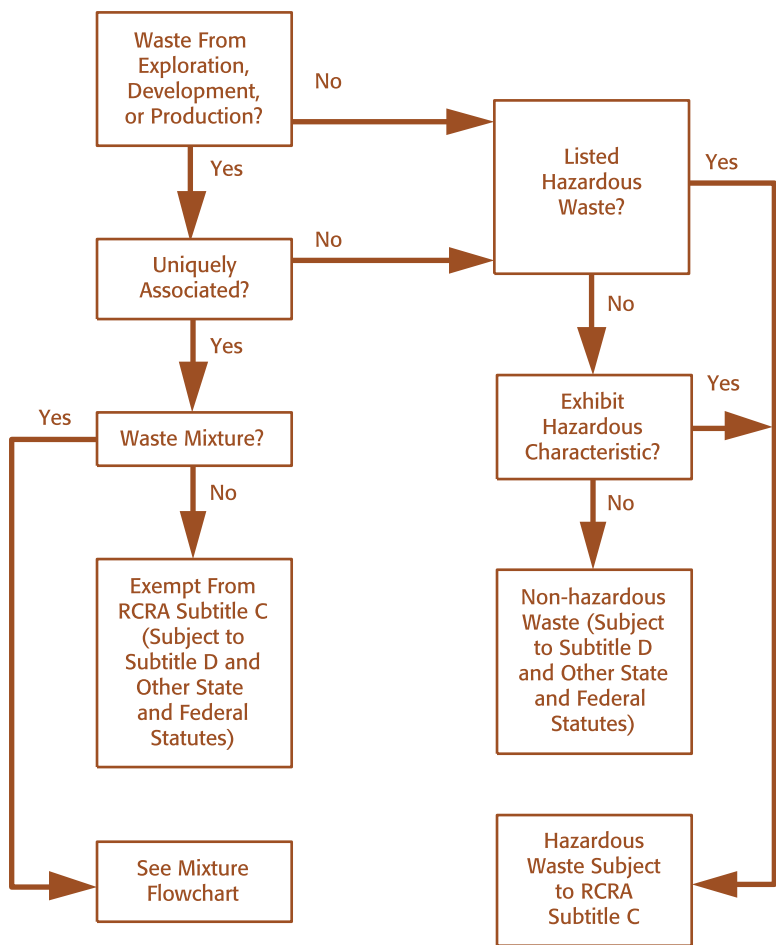 Waste From
Exploration,
Development,
or Production?
No
Yes
Listed
Hazardous
Waste?
Yes
Uniquely
Associated?
No
No
Yes
Yes
Waste Mixture?
No
Exhibit
Hazardous
Characteristic?
Yes
No
Exempt From
RCRA Subtitle C
(Subject to
Subtitle D and
Other State
and Federal
Statutes)
Non-hazardous
Waste (Subject
to Subtitle D
and Other State
and Federal
Statutes)
See Mixture
Flowchart
Hazardous
Waste Subject
to RCRA
Subtitle C